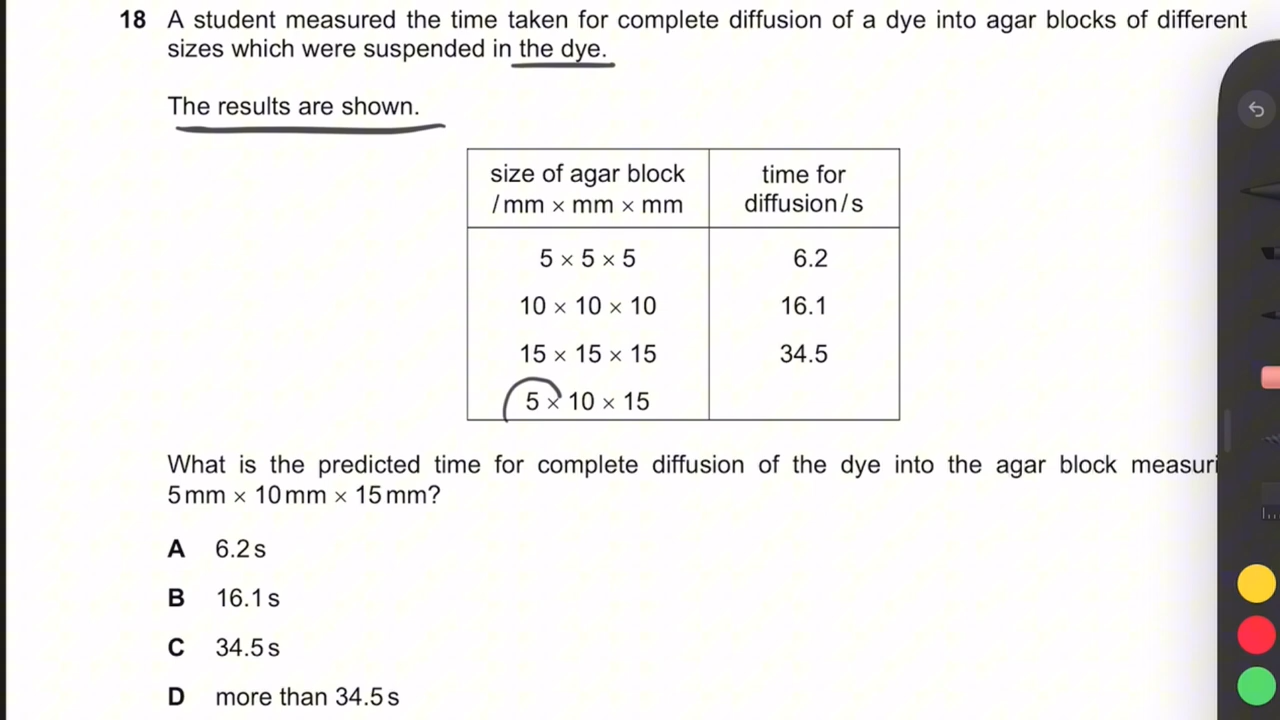 18 A student measured the time taken for complete diffusion of a dye into agar blocks of different
sizes which were suspended in the dye.
The results are shown.
size of agar block
/ mm × mm × mm
time for
diffusion / s
5 × 5 × 5 6.2
10 × 10 × 10 16.1
15 × 15 × 15 34.5
5 × 10 × 15
What is the predicted time for complete diffusion of the dye into the agar block measuri
5 mm × 10 mm × 15 mm?
A 6.2 s
B 16.1 s
C 34.5 s
D more than 34.5 s